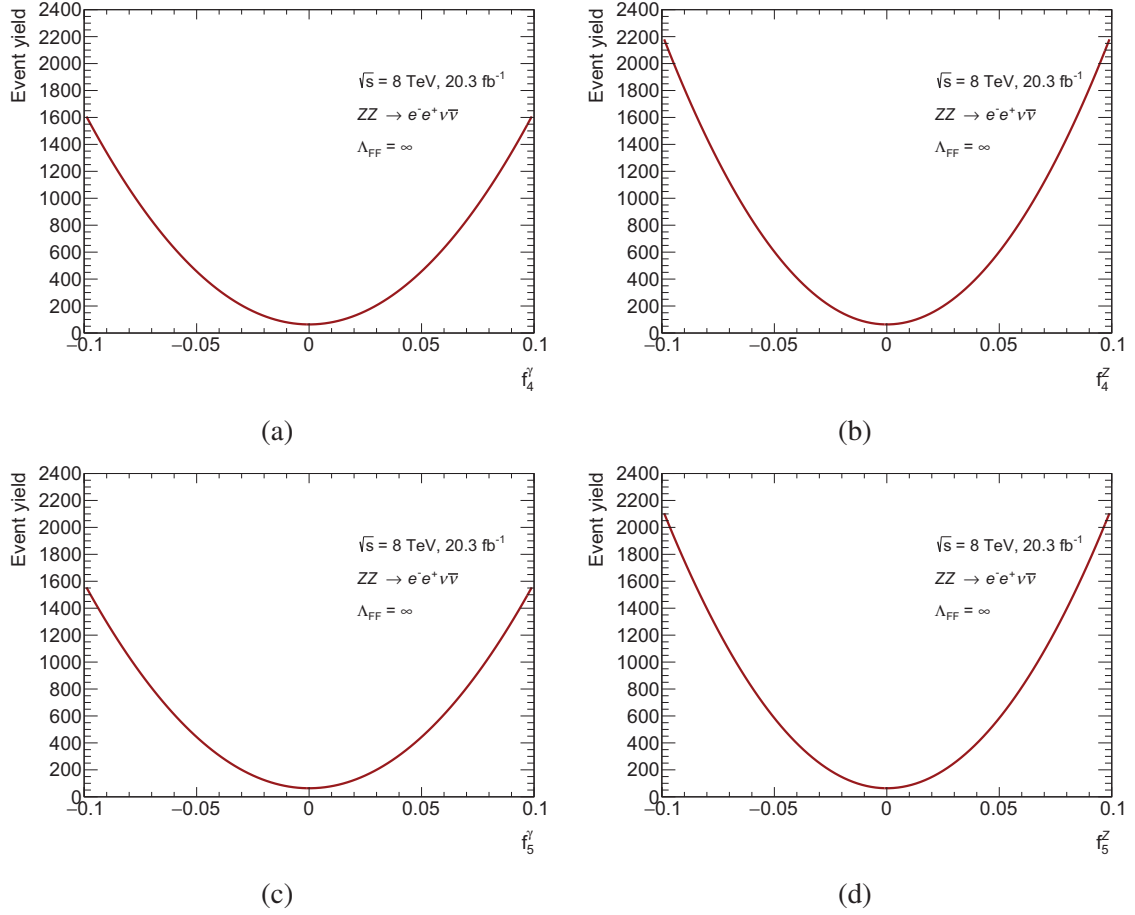 Event yield
2400
2200
2000
1800
1600
1400
1200
1000
800
600
400
200
0
−0.1 −0.05 0 0.05 0.1
√s = 8 TeV, 20.3 fb⁻¹
ZZ → e⁻e⁺νν̅
Λ_FF = ∞
f₄^γ
(a)
Event yield
2400
2200
2000
1800
1600
1400
1200
1000
800
600
400
200
0
−0.1 −0.05 0 0.05 0.1
√s = 8 TeV, 20.3 fb⁻¹
ZZ → e⁻e⁺νν̅
Λ_FF = ∞
f₄^Z
(b)
Event yield
2400
2200
2000
1800
1600
1400
1200
1000
800
600
400
200
0
−0.1 −0.05 0 0.05 0.1
√s = 8 TeV, 20.3 fb⁻¹
ZZ → e⁻e⁺νν̅
Λ_FF = ∞
f₅^γ
(c)
Event yield
2400
2200
2000
1800
1600
1400
1200
1000
800
600
400
200
0
−0.1 −0.05 0 0.05 0.1
√s = 8 TeV, 20.3 fb⁻¹
ZZ → e⁻e⁺νν̅
Λ_FF = ∞
f₅^Z
(d)